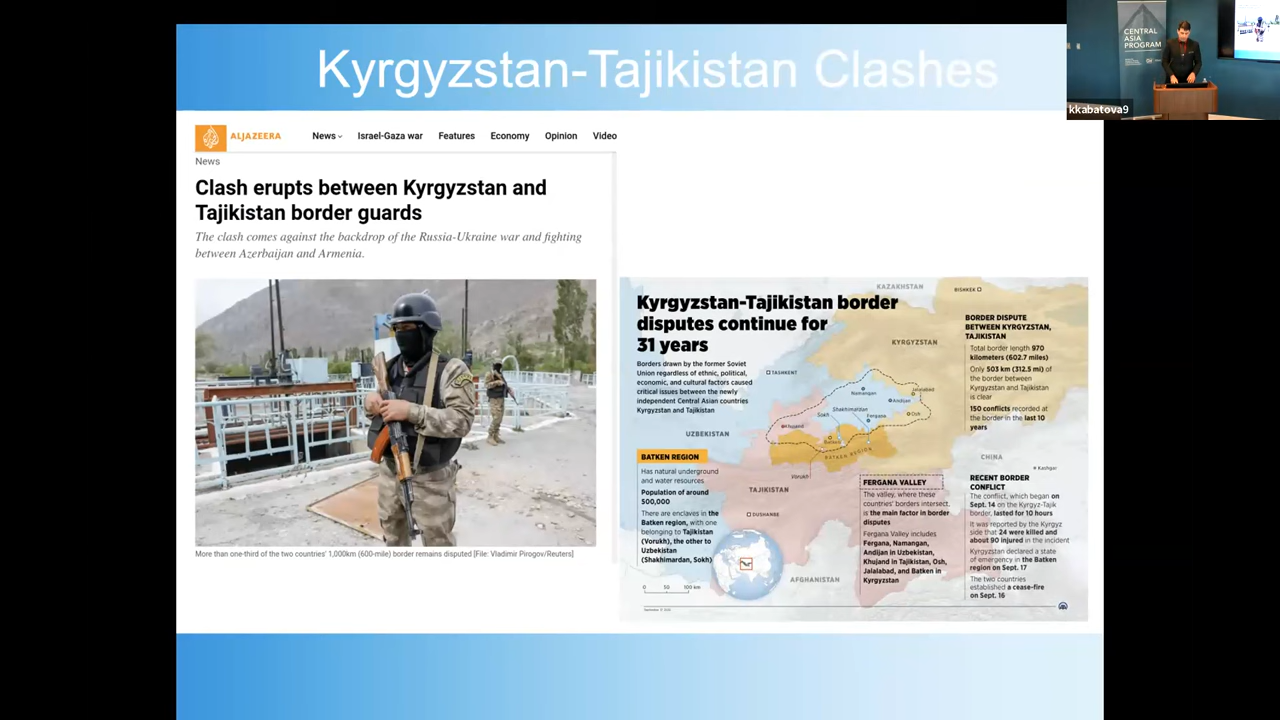 Kyrgyzstan-Tajikistan Clashes
CENTRAL
ASIA
PROGRAM
kkabatova9
ALJAZEERA
News
Israel-Gaza war
Features
Economy
Opinion
Video
News
Clash erupts between Kyrgyzstan and
Tajikistan border guards
The clash comes against the backdrop of the Russia-Ukraine war and fighting
between Azerbaijan and Armenia.
More than one-third of the two countries' 1,000km (600-mile) border remains disputed [File: Vladimir Pirogov/Reuters]
Kyrgyzstan-Tajikistan border
disputes continue for
31 years
Borders drawn by the former Soviet
Union regardless of ethnic, political,
economic, and cultural factors caused
critical issues between the newly
independent Central Asian countries
Kyrgyzstan and Tajikistan
KAZAKHSTAN
BISHKEK
KYRGYZSTAN
TASHKENT
Namangan
Jalalabad
Andijan
Shakhimardan
Sokh
Fergana
Osh
Khujand
Batken
BATKEN REGION
UZBEKISTAN
Vorukh
TAJIKISTAN
DUSHANBE
CHINA
Kashgar
AFGHANISTAN
BORDER DISPUTE
BETWEEN KYRGYZSTAN,
TAJIKISTAN
Total border length 970
kilometers (602.7 miles)
Only 503 km (312.5 mi) of
the border between
Kyrgyzstan and Tajikistan
is clear
150 conflicts recorded at
the border in the last 10
years
BATKEN REGION
Has natural underground
and water resources
Population of around
500,000
There are enclaves in the
Batken region, with one
belonging to Tajikistan
(Vorukh), the other to
Uzbekistan
(Shakhimardan, Sokh)
0 50 100 km
FERGANA VALLEY
The valley, where these
countries' borders intersect,
is the main factor in border
disputes
Fergana Valley includes
Fergana, Namangan,
Andijan in Uzbekistan,
Khujand in Tajikistan, Osh,
Jalalabad, and Batken in
Kyrgyzstan
RECENT BORDER
CONFLICT
The conflict, which began on
Sept. 14 on the Kyrgyz-Tajik
border, lasted for 10 hours
It was reported by the Kyrgyz
side that 24 were killed and
about 90 injured in the incident
Kyrgyzstan declared a state
of emergency in the Batken
region on Sept. 17
The two countries
established a cease-fire
on Sept. 16